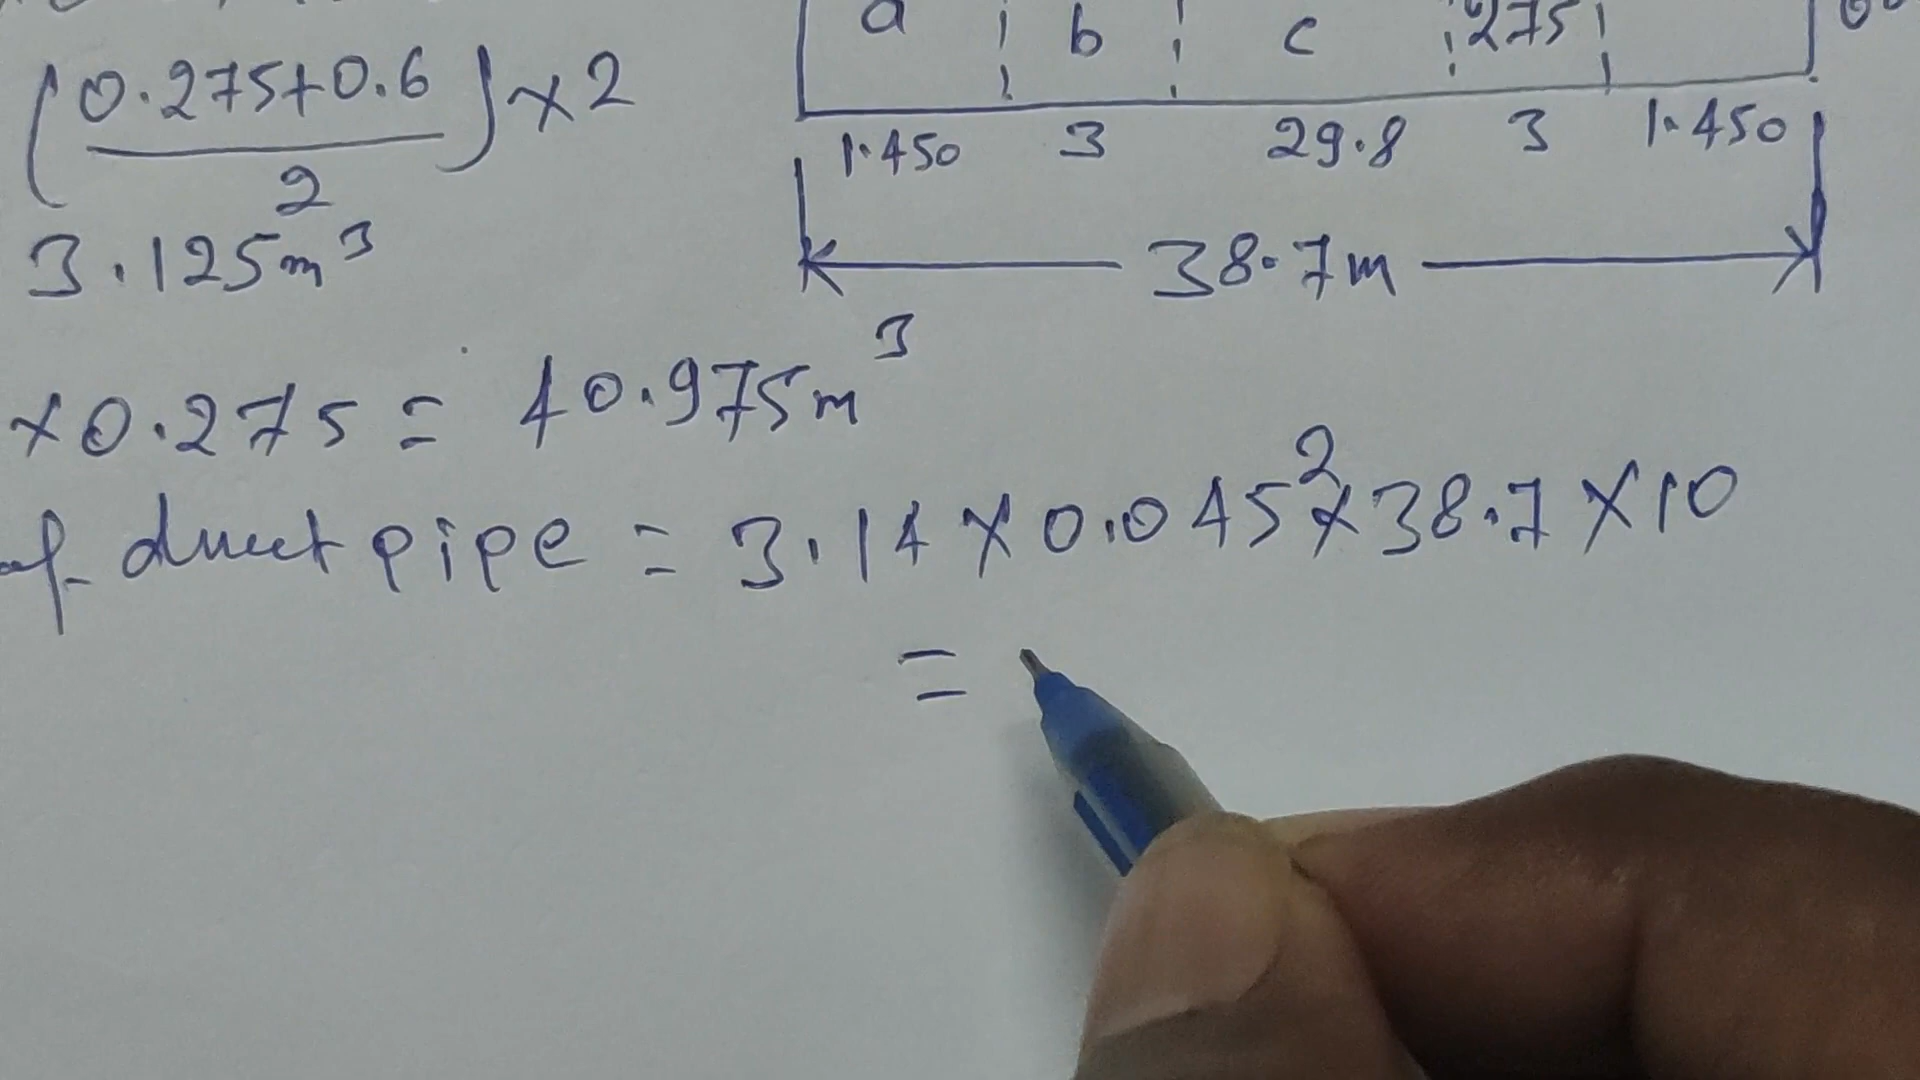 a b c 275
(0.275+0.6)×2
2
1.450 3 29.8 3 1.450
3.125m³
38.7m
×0.275 = 40.975m³
of duct pipe = 3.14×0.045²×38.7×10
=